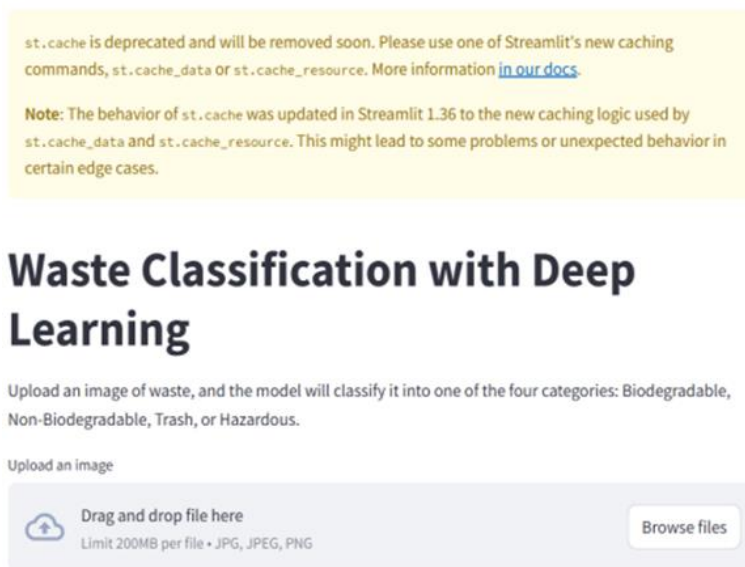 st.cache is deprecated and will be removed soon. Please use one of Streamlit's new caching
commands, st.cache_data or st.cache_resource. More information in our docs.
Note: The behavior of st.cache was updated in Streamlit 1.36 to the new caching logic used by
st.cache_data and st.cache_resource. This might lead to some problems or unexpected behavior in
certain edge cases.
Waste Classification with Deep
Learning
Upload an image of waste, and the model will classify it into one of the four categories: Biodegradable,
Non-Biodegradable, Trash, or Hazardous.
Upload an image
Drag and drop file here
Limit 200MB per file • JPG, JPEG, PNG
Browse files